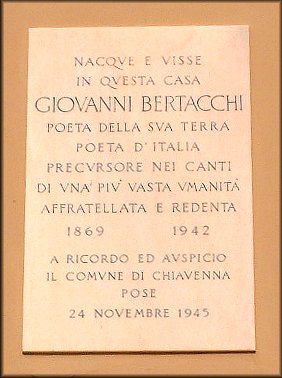 NACQVE E VISSE
IN QVESTA CASA
GIOVANNI BERTACCHI
POETA DELLA SVA TERRA
POETA D'ITALIA
PRECVRSORE NEI CANTI
DI VNA PIV' VASTA VMANITÀ
AFFRATELLATA E REDENTA
1869 1942
A RICORDO ED AVSPICIO
IL COMVNE DI CHIAVENNA
POSE
24 NOVEMBRE 1945